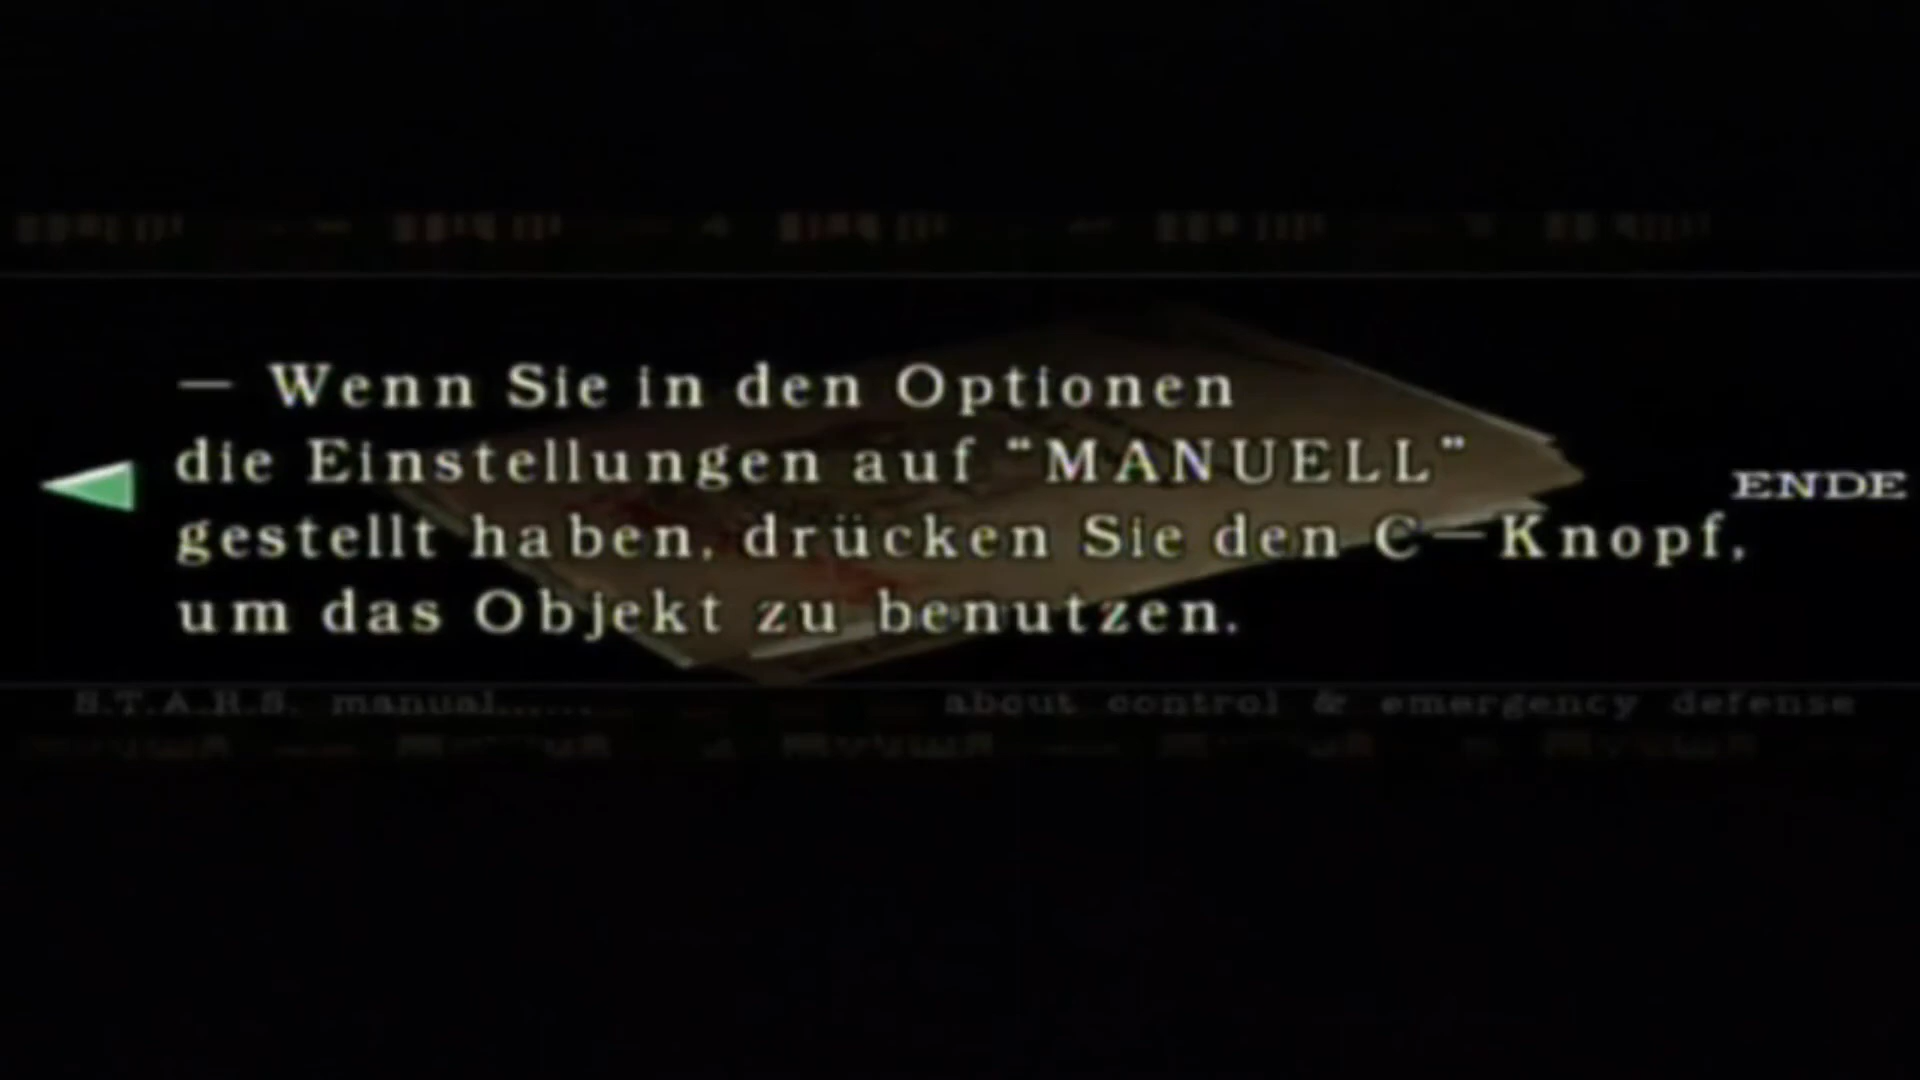 — Wenn Sie in den Optionen
die Einstellungen auf “MANUELL”
gestellt haben, drücken Sie den C—Knopf,
um das Objekt zu benutzen.
ENDE
S.T.A.R.S. manual...... about control & emergency defense